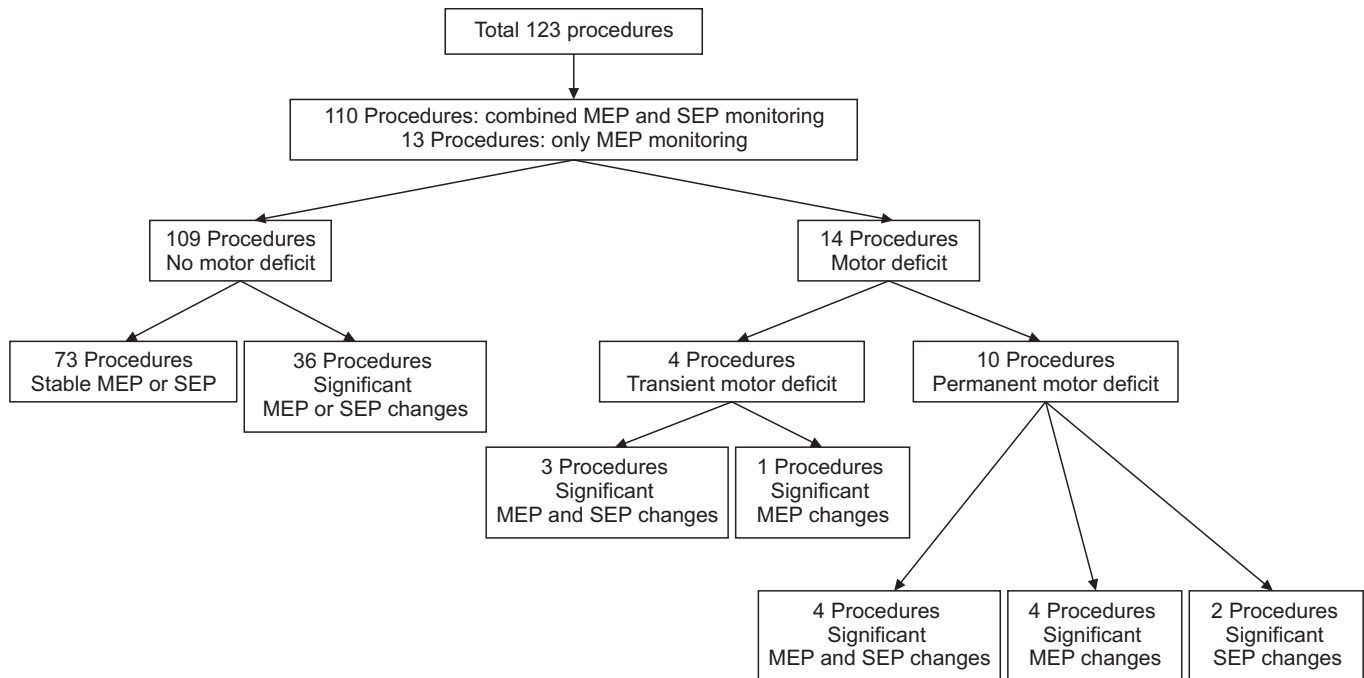 Total 123 procedures
110 Procedures: combined MEP and SEP monitoring
13 Procedures: only MEP monitoring
109 Procedures
No motor deficit
14 Procedures
Motor deficit
73 Procedures
Stable MEP or SEP
36 Procedures
Significant
MEP or SEP changes
4 Procedures
Transient motor deficit
10 Procedures
Permanent motor deficit
3 Procedures
Significant
MEP and SEP changes
1 Procedures
Significant
MEP changes
4 Procedures
Significant
MEP and SEP changes
4 Procedures
Significant
MEP changes
2 Procedures
Significant
SEP changes